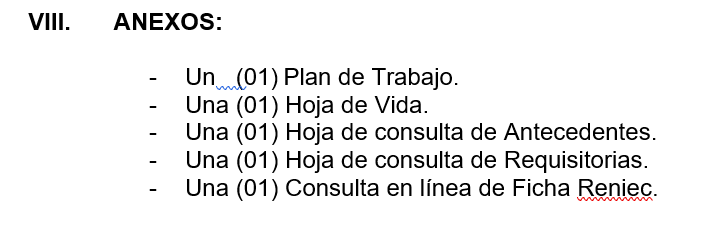 VIII. ANEXOS:
- Un (01) Plan de Trabajo.
- Una (01) Hoja de Vida.
- Una (01) Hoja de consulta de Antecedentes.
- Una (01) Hoja de consulta de Requisitorias.
- Una (01) Consulta en línea de Ficha Reniec.